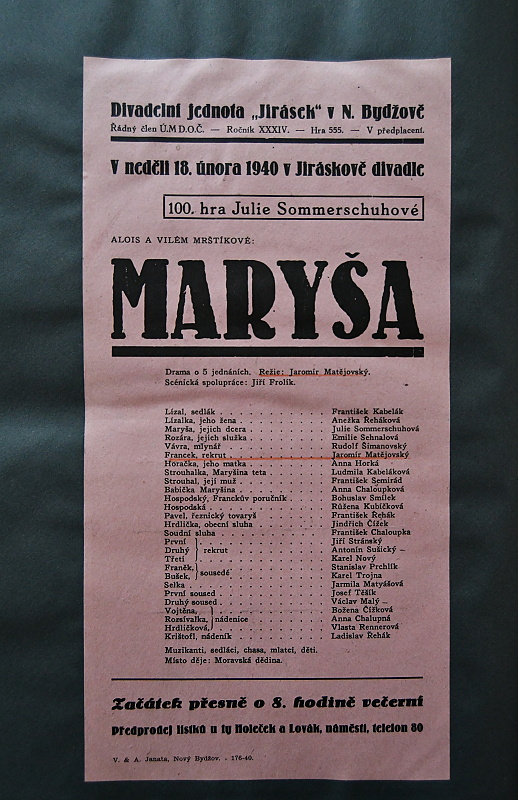 Divadelní jednota „Jirásek“ v N. Bydžově
Řádný člen Ú.M.D.O.Č. — Ročník XXXIV. — Hra 555. — V předplacení.
V neděli 18. února 1940 v Jiráskově divadle
100. hra Julie Sommerschuhové
ALOIS A VILÉM MRŠTÍKOVÉ:
MARYŠA
Drama o 5 jednáních. Režie: Jaromír Matějovský.
Scénická spolupráce: Jiří Frolík.
Lízal, sedlák . . . . . . . . . . František Kabelák
Lízalka, jeho žena . . . . . . . . . . Anežka Řeháková
Maryša, jejich dcera . . . . . . . . . . Julie Sommerschuhová
Rozára, jejich služka . . . . . . . . . . Emilie Sehnalová
Vávra, mlynář . . . . . . . . . . Rudolf Šimanovský
Francek, rekrut . . . . . . . . . . Jaromír Matějovský
Horačka, jeho matka . . . . . . . . . . Anna Horká
Strouhalka, Maryšina teta . . . . . . . . . . Ludmila Kabeláková
Strouhal, její muž . . . . . . . . . . František Semirád
Babička Maryšina . . . . . . . . . . Anna Chaloupková
Hospodský, Franckův poručník . . . . . . . . . . Bohuslav Smílek
Hospodská . . . . . . . . . . Růžena Kubíčková
Pavel, řeznický tovaryš . . . . . . . . . . František Řehák
Hrdlička, obecní sluha . . . . . . . . . . Jindřich Čížek
Soudní sluha . . . . . . . . . . František Chaloupka
První . . . . . . . . . . Jiří Stránský
Druhý } rekrut . . . . . . . . . . Antonín Sušický —
Třetí . . . . . . . . . . Karel Nový
Franěk, . . . . . . . . . . Stanislav Prchlík
Bušek, } sousedé . . . . . . . . . . Karel Trojna
Selka . . . . . . . . . . Jarmila Matyášová
První soused . . . . . . . . . . Josef Těšík
Druhý soused . . . . . . . . . . Václav Malý —
Vojtěna, . . . . . . . . . . Božena Čížková
Rozsívalka, } nádenice . . . . . . . . . . Anna Chalupná
Hrdličková, . . . . . . . . . . Vlasta Rennerová
Krištofl, nádeník . . . . . . . . . . Ladislav Řehák
Muzikanti, sedláci, chasa, mlatci, děti.
Místo děje: Moravská dědina.
Začátek přesně o 8. hodině večerní
Předprodej lístků u fy Holeček a Lovák, náměstí, telefon 80
V. & A. Janata, Nový Bydžov. - 176-40.